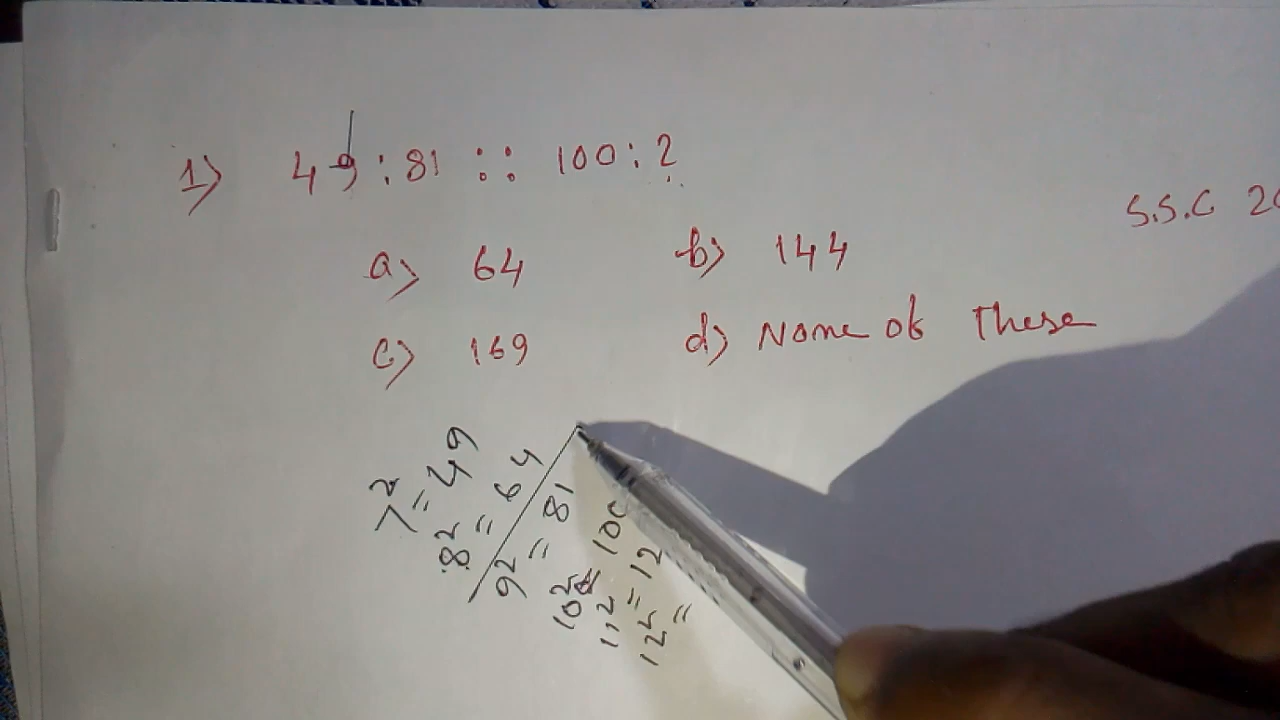 1) 49 : 81 :: 100 : ?
S.S.C 20
a) 64 b) 144
c) 169 d) None of These
7² = 49
8² = 64
9² = 81
10² = 100
11² = 12
12² =